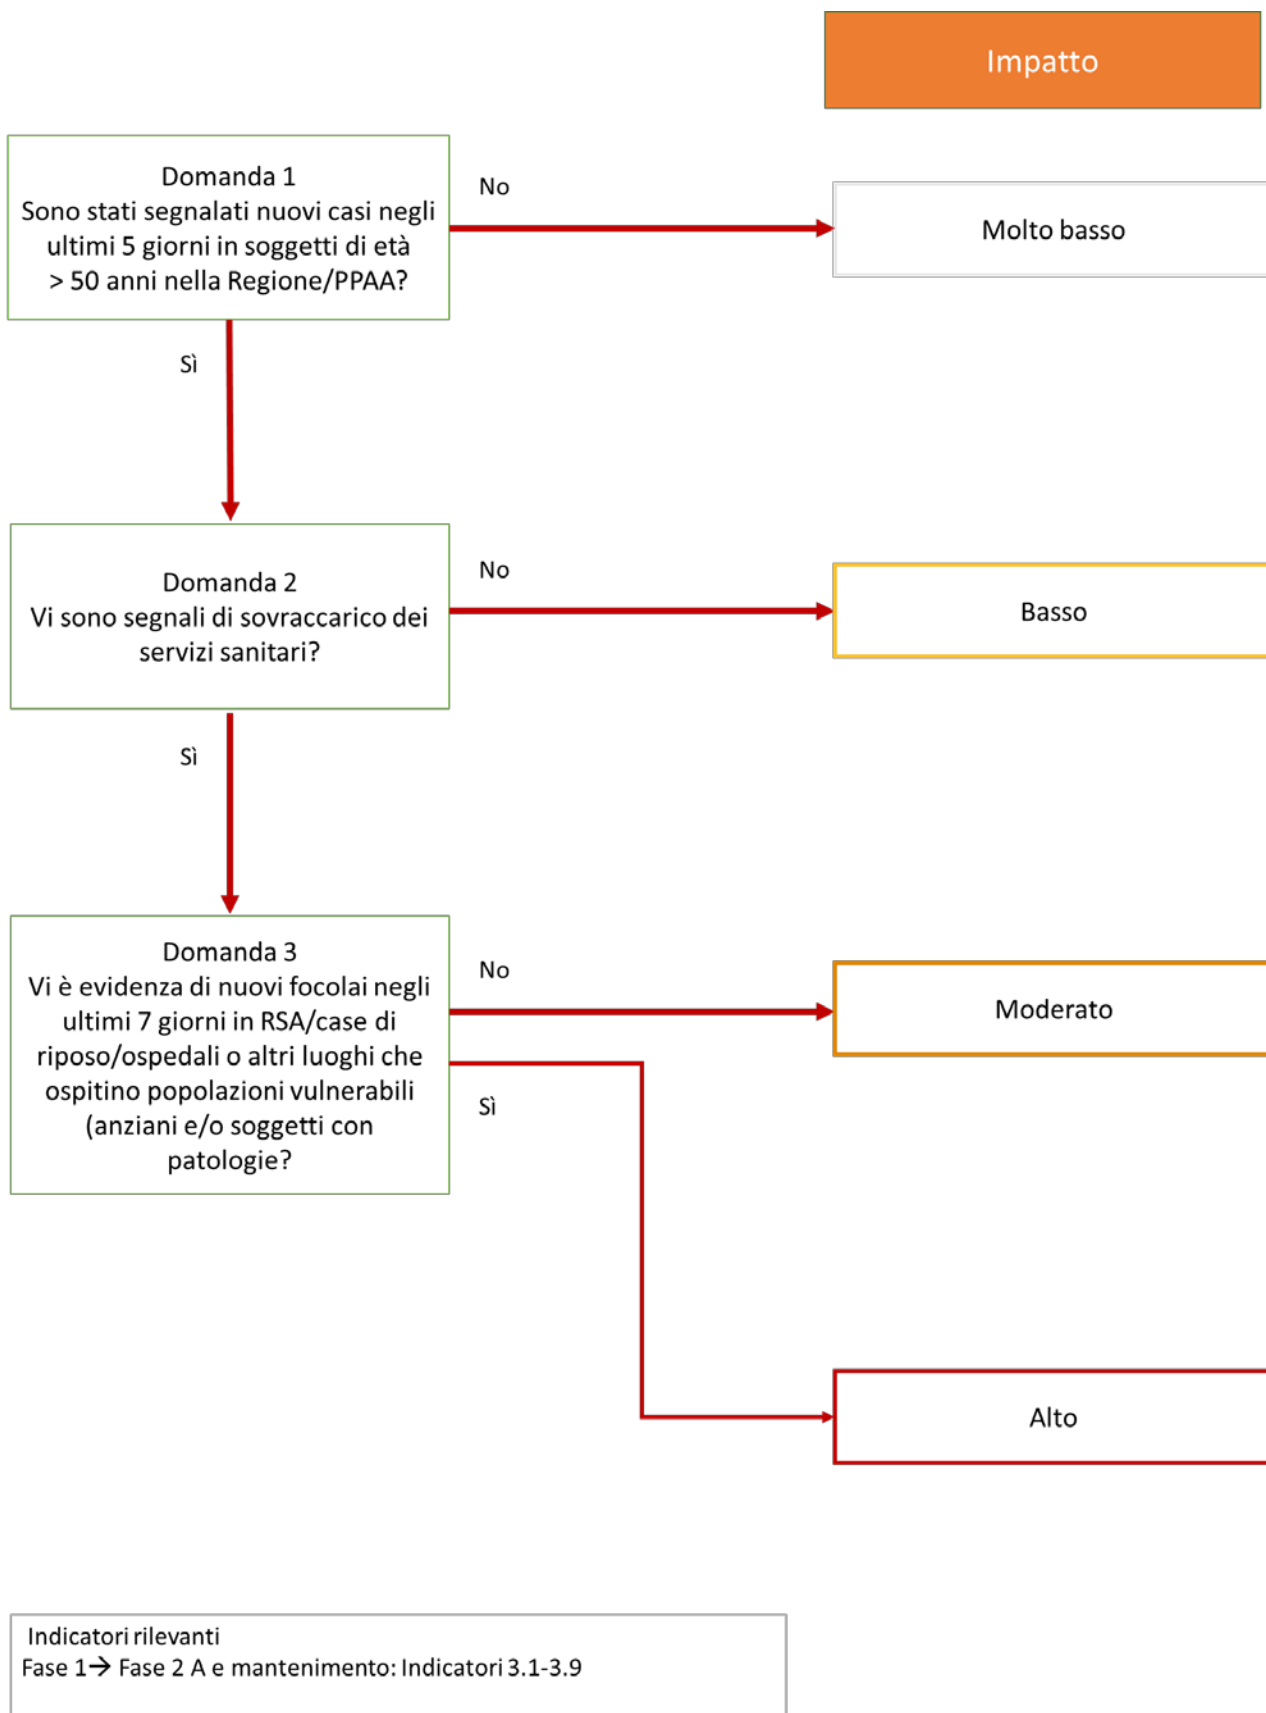 Impatto
Domanda 1
Sono stati segnalati nuovi casi negli
ultimi 5 giorni in soggetti di età
> 50 anni nella Regione/PPAA?
No
Molto basso
Sì
Domanda 2
Vi sono segnali di sovraccarico dei
servizi sanitari?
No
Basso
Sì
Domanda 3
Vi è evidenza di nuovi focolai negli
ultimi 7 giorni in RSA/case di
riposo/ospedali o altri luoghi che
ospitino popolazioni vulnerabili
(anziani e/o soggetti con
patologie?
No
Moderato
Sì
Alto
Indicatori rilevanti
Fase 1→ Fase 2 A e mantenimento: Indicatori 3.1-3.9